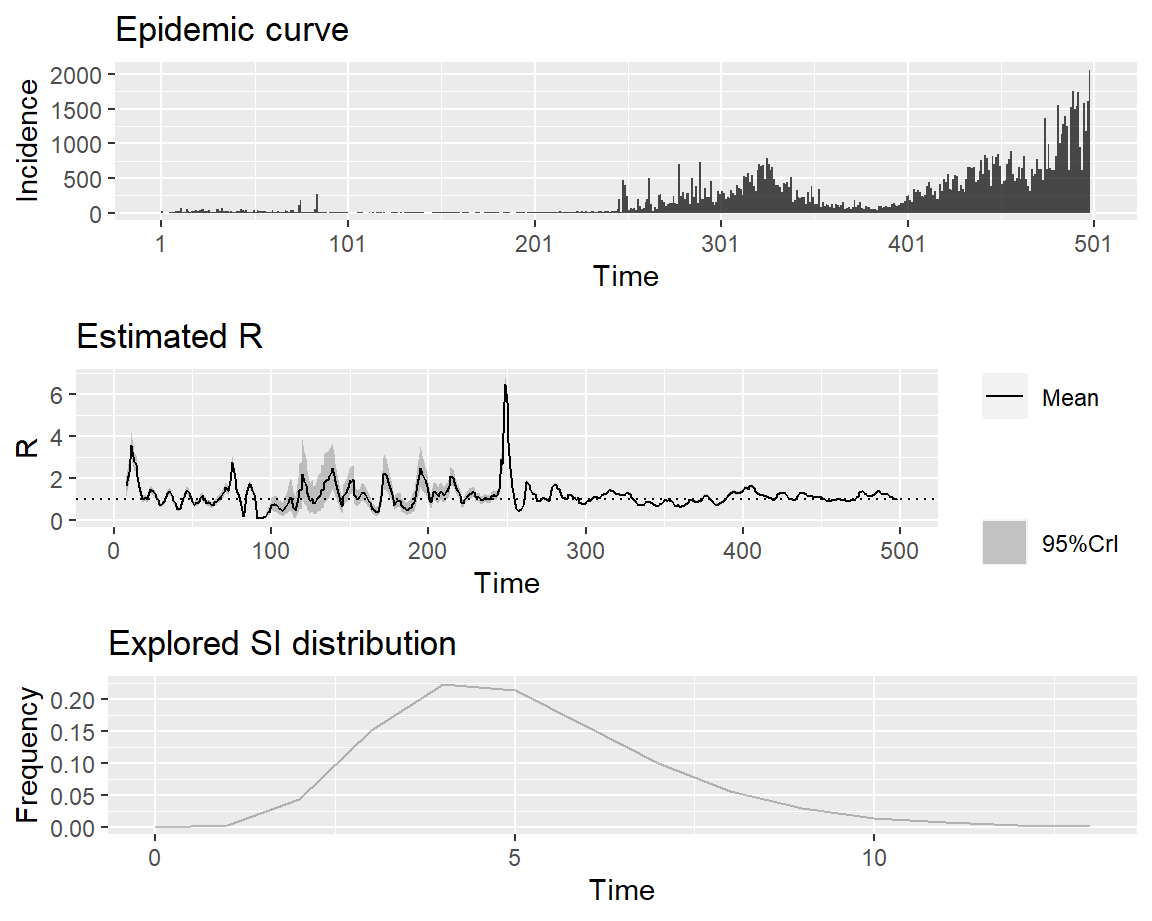 Epidemic curve
Incidence
2000
1500
1000
500
0
1 101 201 301 401 501
Time
Estimated R
R
6
4
2
0
0 100 200 300 400 500
Time
Mean
95%CrI
Explored SI distribution
Frequency
0.20
0.15
0.10
0.05
0.00
0 5 10
Time